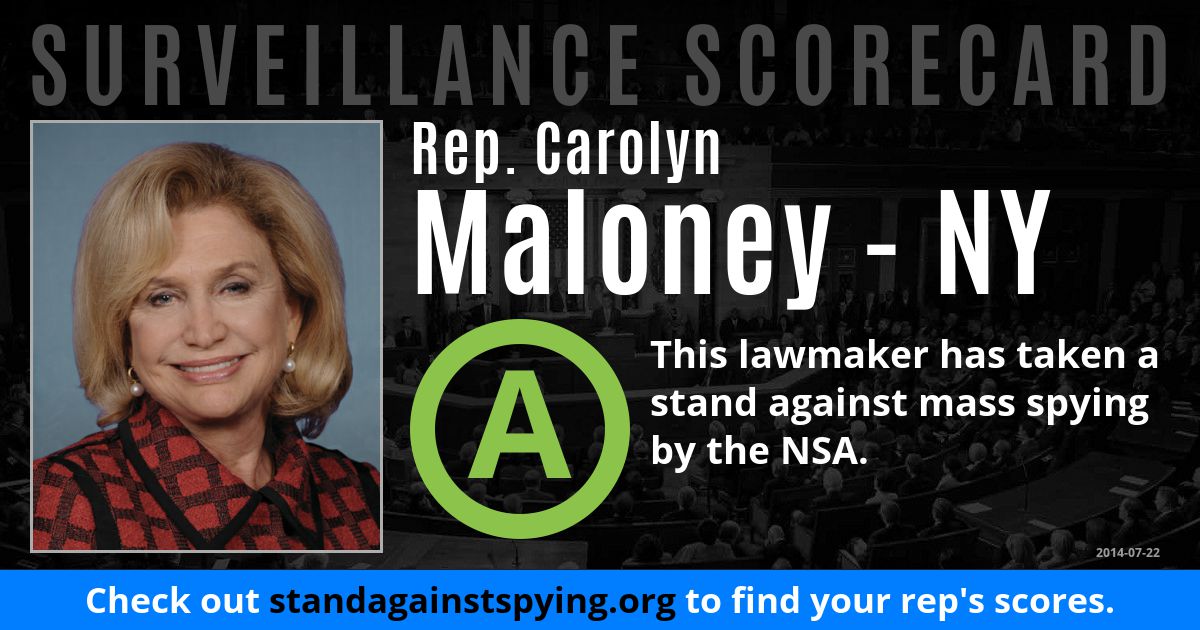 SURVEILLANCE SCORECARD
Rep. Carolyn
Maloney - NY
A
This lawmaker has taken a
stand against mass spying
by the NSA.
2014-07-22
Check out standagainstspying.org to find your rep's scores.